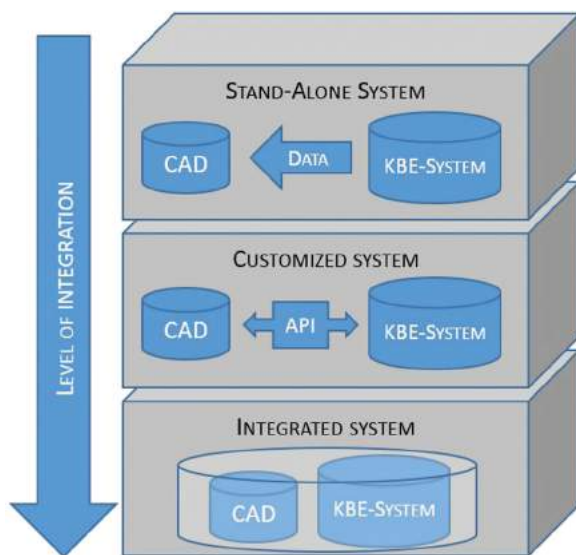 LEVEL OF INTEGRATION
STAND-ALONE SYSTEM
CAD
DATA
KBE-SYSTEM
CUSTOMIZED SYSTEM
CAD
API
KBE-SYSTEM
INTEGRATED SYSTEM
CAD
KBE-SYSTEM